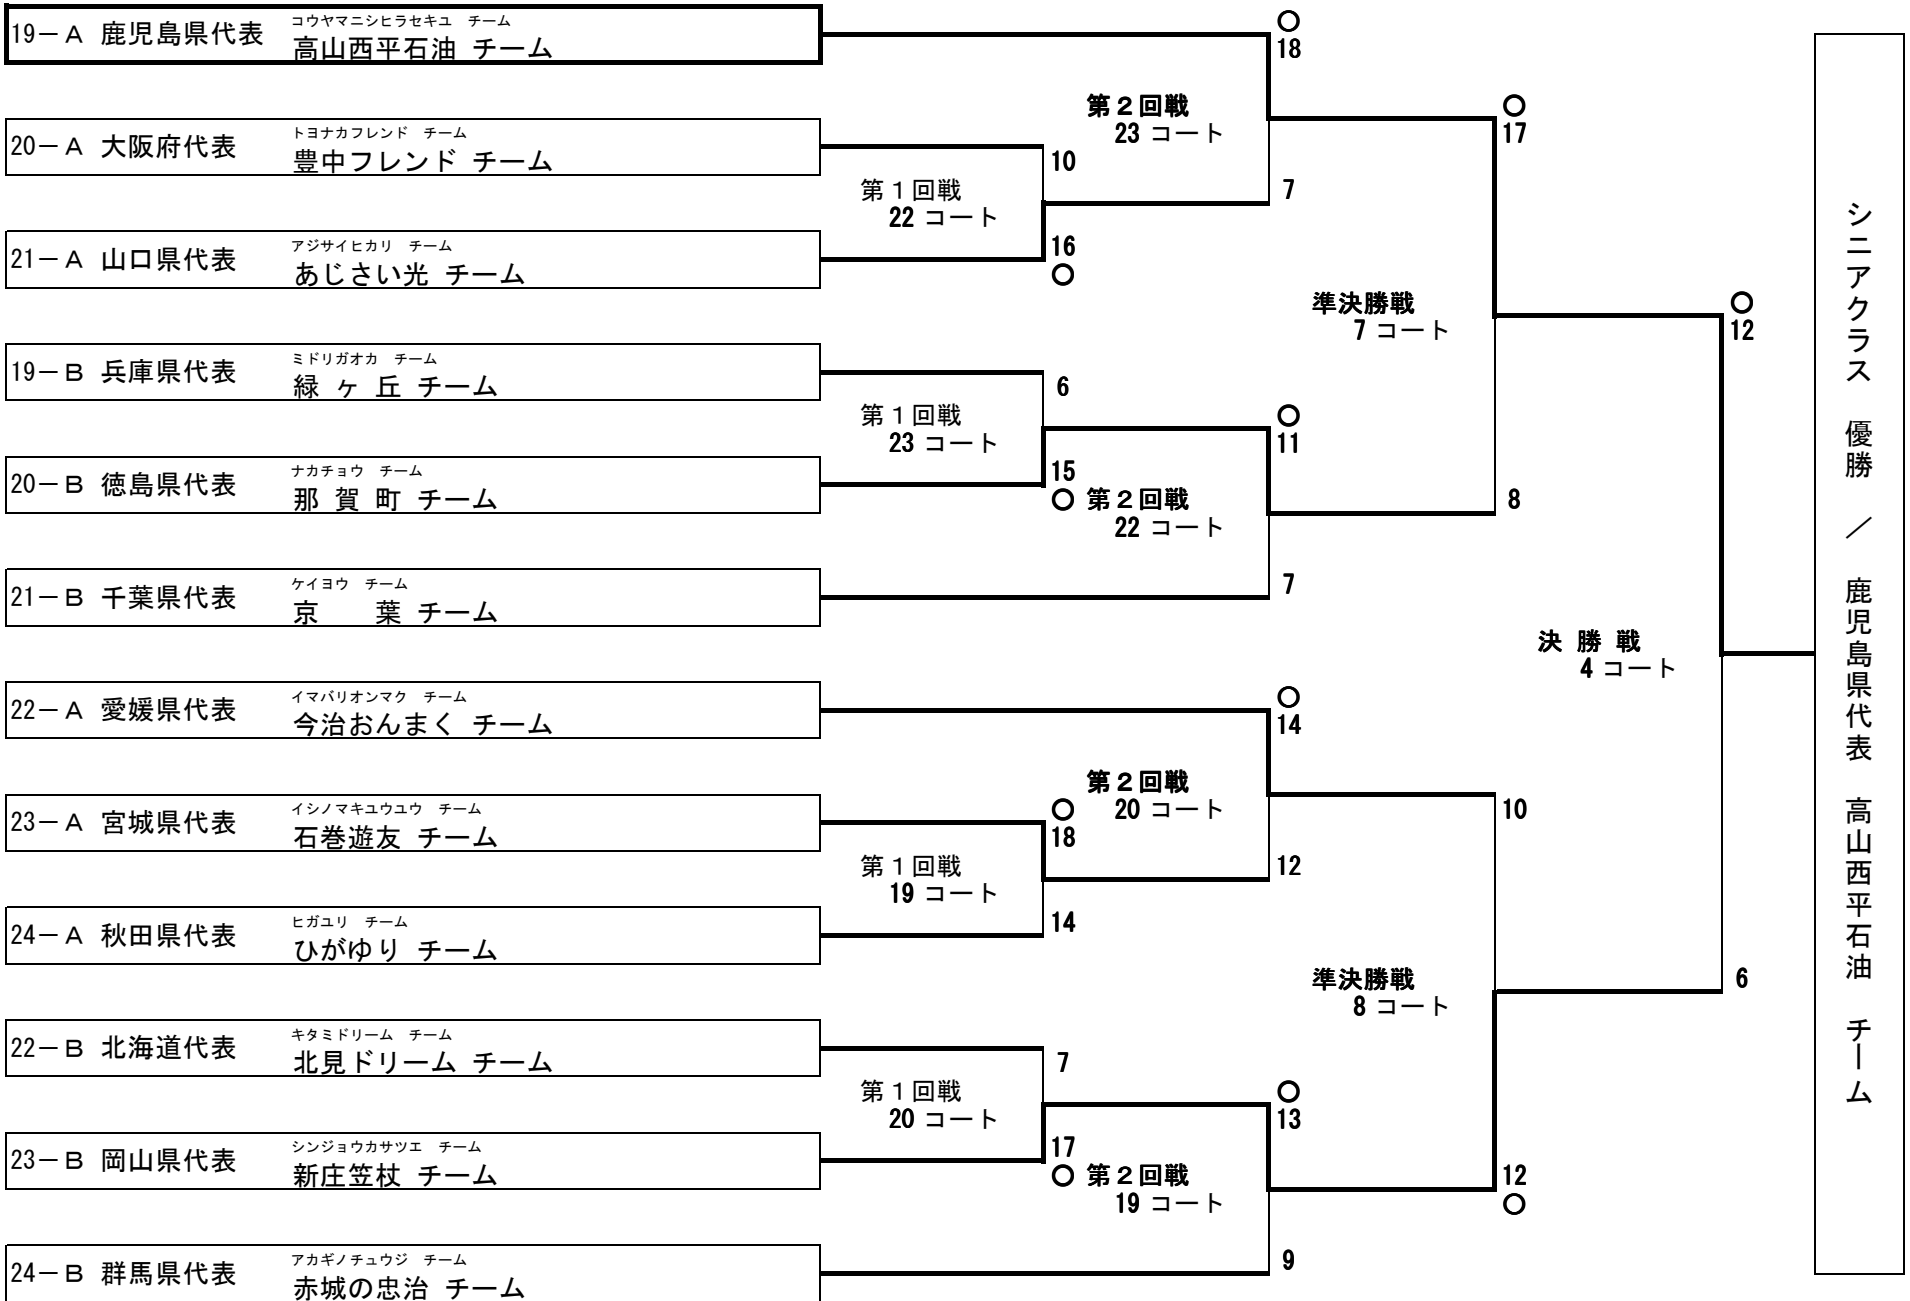 コウヤマニシヒラセキユ　チーム
19－Ａ 鹿児島県代表 高山西平石油 チーム
○
18
第２回戦
23 コート
○
17
トヨナカフレンド　チーム
20－Ａ 大阪府代表 豊中フレンド チーム
10
第１回戦
22 コート
7
アジサイヒカリ　チーム
21－Ａ 山口県代表 あじさい光 チーム
16
○
準決勝戦
7 コート
○
12
ミドリガオカ　チーム
19－Ｂ 兵庫県代表 緑 ヶ 丘 チーム
6
第１回戦
23 コート
○
11
ナカチョウ　チーム
20－Ｂ 徳島県代表 那 賀 町 チーム
15
○
第２回戦
22 コート
8
ケイヨウ　チーム
21－Ｂ 千葉県代表 京　　葉 チーム
7
決 勝 戦
4 コート
イマバリオンマク　チーム
22－Ａ 愛媛県代表 今治おんまく チーム
○
14
第２回戦
20 コート
10
イシノマキユウユウ　チーム
23－Ａ 宮城県代表 石巻遊友 チーム
○
18
第１回戦
19 コート
12
ヒガユリ　チーム
24－Ａ 秋田県代表 ひがゆり チーム
14
準決勝戦
8 コート
6
キタミドリーム　チーム
22－Ｂ 北海道代表 北見ドリーム チーム
7
第１回戦
20 コート
○
13
シンジョウカサツエ　チーム
23－Ｂ 岡山県代表 新庄笠杖 チーム
17
○
第２回戦
19 コート
12
○
アカギノチュウジ　チーム
24－Ｂ 群馬県代表 赤城の忠治 チーム
9
シニアクラス　優勝　／　鹿児島県代表　高山西平石油　チーム